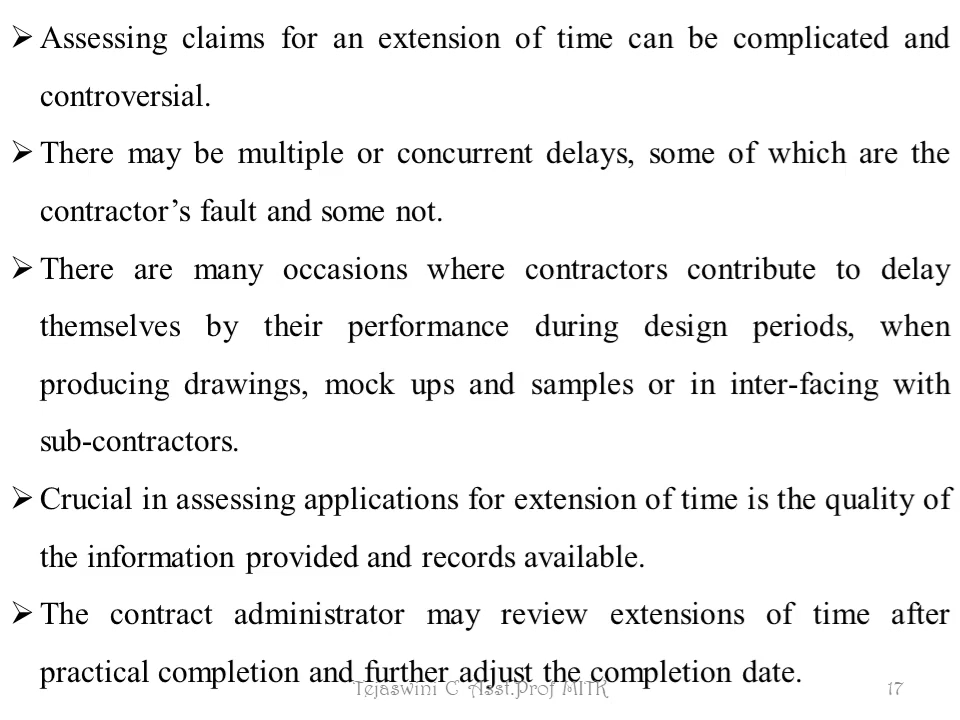 ➢ Assessing claims for an extension of time can be complicated and
controversial.
➢ There may be multiple or concurrent delays, some of which are the
contractor’s fault and some not.
➢ There are many occasions where contractors contribute to delay
themselves by their performance during design periods, when
producing drawings, mock ups and samples or in inter-facing with
sub-contractors.
➢ Crucial in assessing applications for extension of time is the quality of
the information provided and records available.
➢ The contract administrator may review extensions of time after
practical completion and further adjust the completion date.
Tejaswini C Asst.Prof MITK 17